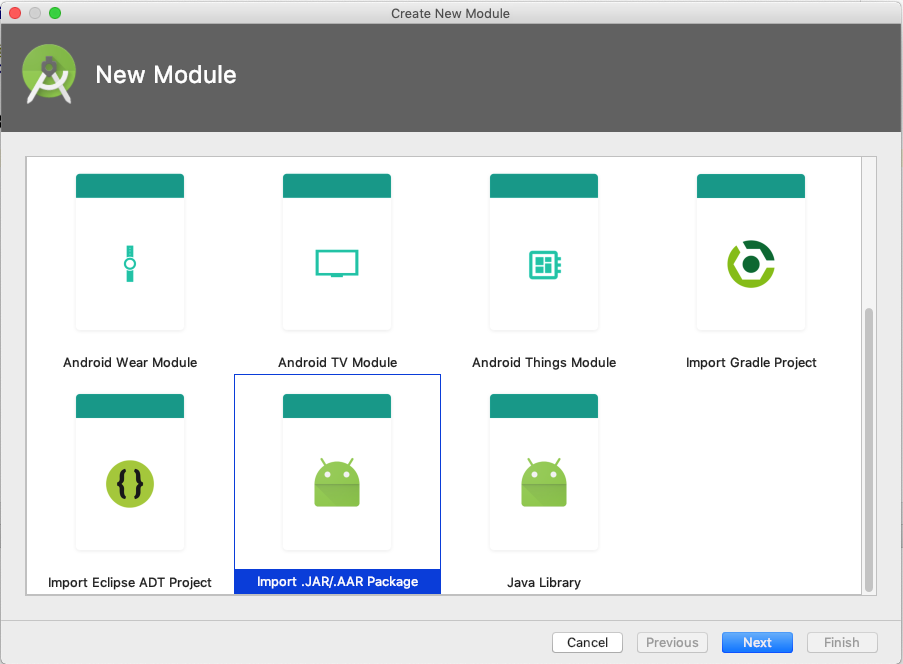 Create New Module
New Module
Android Wear Module
Android TV Module
Android Things Module
Import Gradle Project
{}
Import Eclipse ADT Project
Import .JAR/.AAR Package
Java Library
Cancel
Previous
Next
Finish